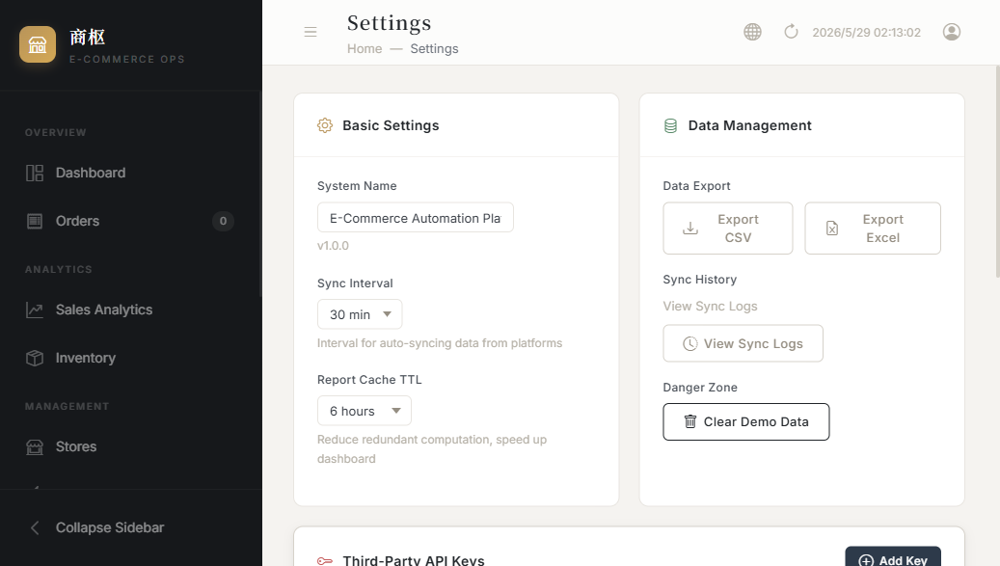 商枢
E-COMMERCE OPS
OVERVIEW
Dashboard
Orders
0
ANALYTICS
Sales Analytics
Inventory
MANAGEMENT
Stores
Collapse Sidebar
Settings
Home — Settings
2026/5/29 02:13:02
Basic Settings
System Name
E-Commerce Automation Pla
v1.0.0
Sync Interval
30 min
Interval for auto-syncing data from platforms
Report Cache TTL
6 hours
Reduce redundant computation, speed up
dashboard
Data Management
Data Export
Export
CSV
Export
Excel
Sync History
View Sync Logs
View Sync Logs
Danger Zone
Clear Demo Data
Third-Party API Keys
Add Key